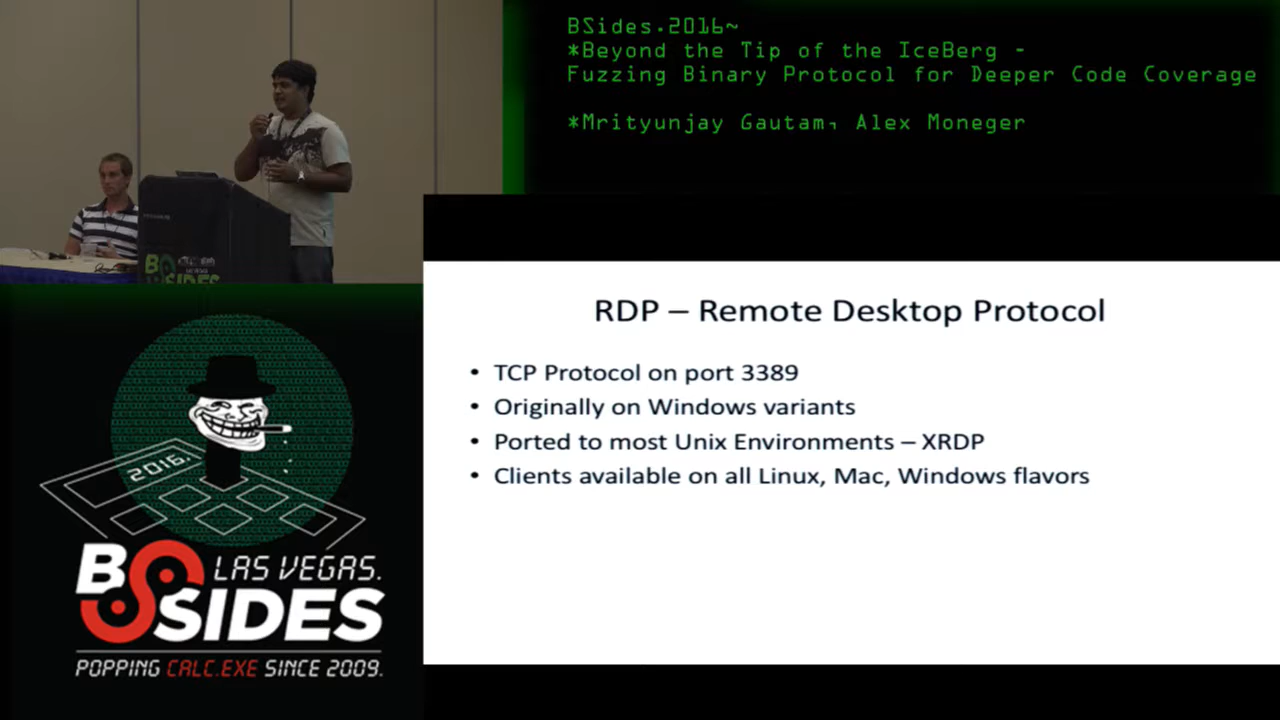 BSides.2016~
*Beyond the Tip of the IceBerg -
Fuzzing Binary Protocol for Deeper Code Coverage
*Mrityunjay Gautam, Alex Moneger
RDP – Remote Desktop Protocol
• TCP Protocol on port 3389
• Originally on Windows variants
• Ported to most Unix Environments – XRDP
• Clients available on all Linux, Mac, Windows flavors
BSIDES
2016.
BSIDES
LAS VEGAS.
POPPING CALC.EXE SINCE 2009.